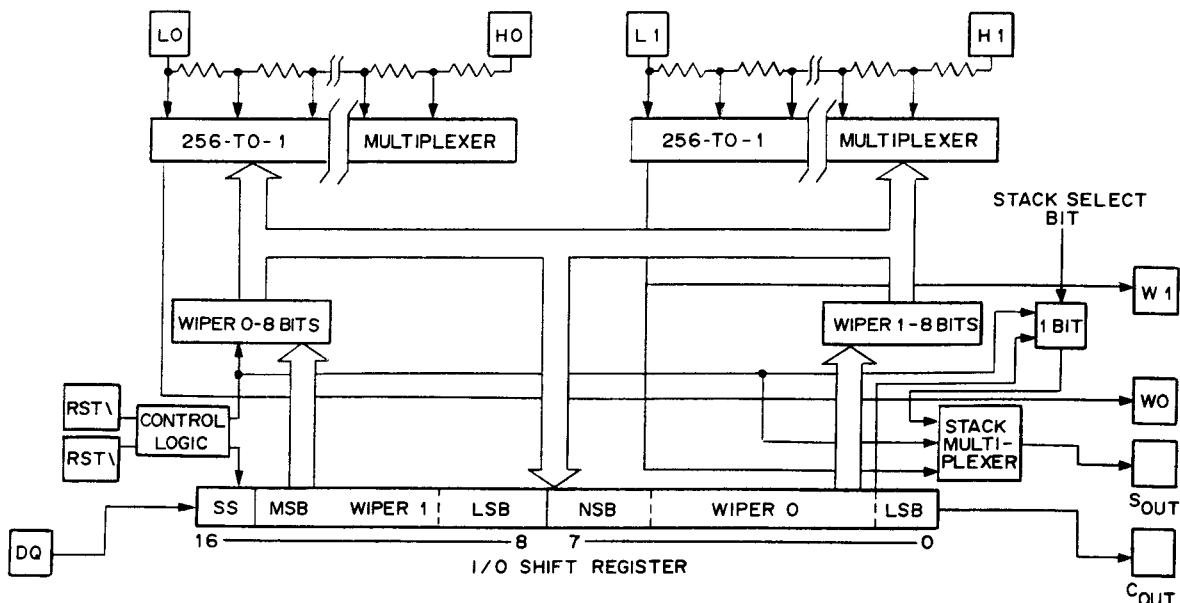 L0 H0 L1 H1
256-TO-1 MULTIPLEXER 256-TO-1 MULTIPLEXER
STACK SELECT
BIT
W1
WIPER 0-8 BITS WIPER 1-8 BITS 1 BIT
RST\
CONTROL
LOGIC
RST\
W0
STACK
MULTI-
PLEXER
SOUT
SS MSB WIPER 1 LSB NSB WIPER 0 LSB
DQ
16 8 7 0
I/O SHIFT REGISTER
COUT